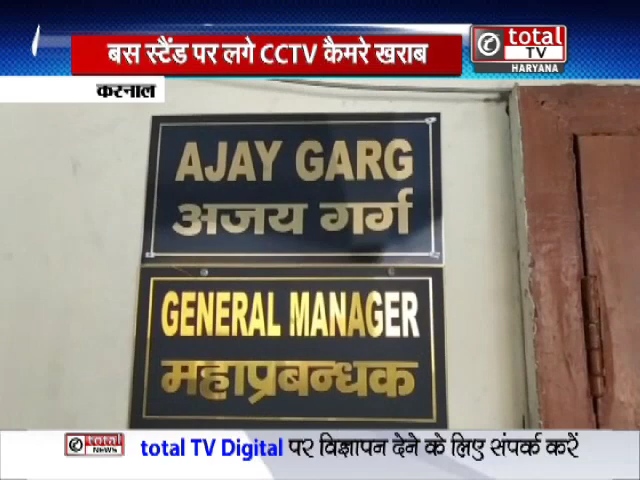 बस स्टैंड पर लगे CCTV कैमरे खराब
total
TV
HARYANA
करनाल
AJAY GARG
अजय गर्ग
GENERAL MANAGER
महाप्रबन्धक
total
NEWS
total TV Digital पर विज्ञापन देने के लिए संपर्क करें